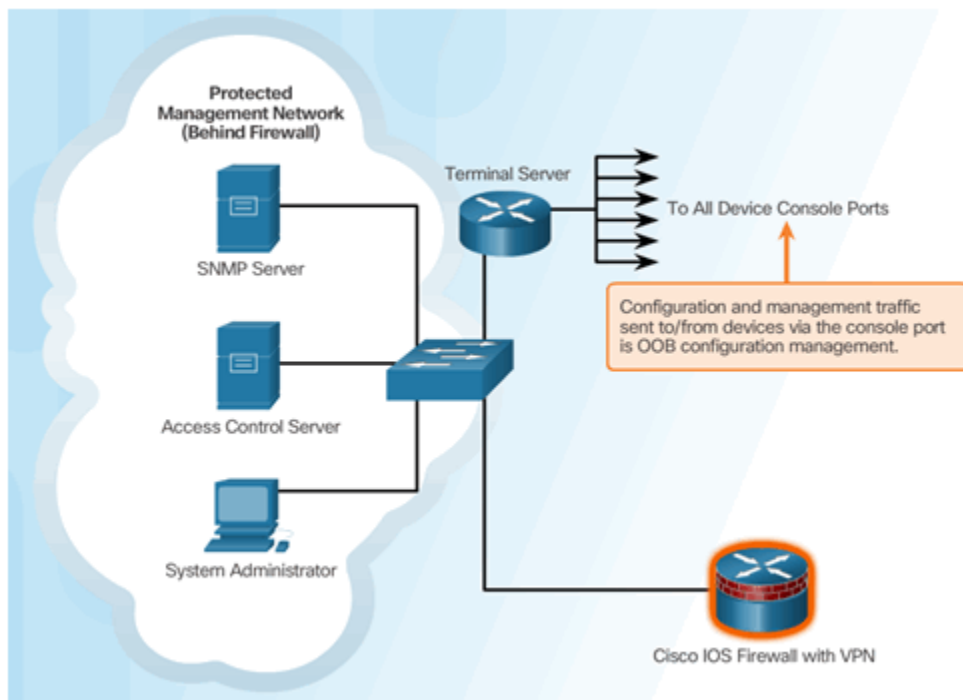 Protected
Management Network
(Behind Firewall)
Terminal Server
To All Device Console Ports
SNMP Server
Configuration and management traffic
sent to/from devices via the console port
is OOB configuration management.
Access Control Server
System Administrator
Cisco IOS Firewall with VPN